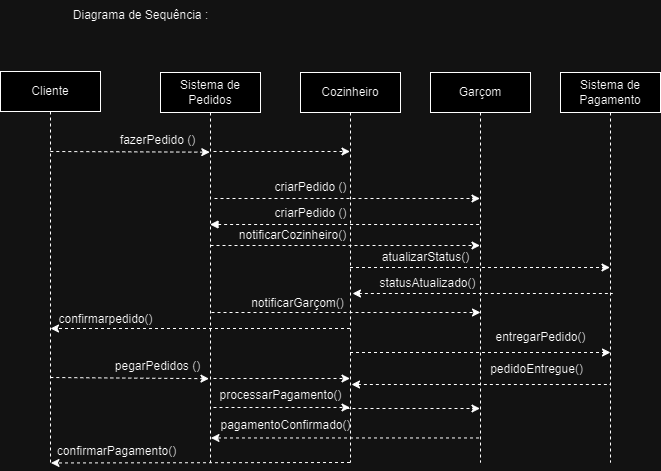 Diagrama de Sequência :
Cliente
Sistema de
Pedidos
Cozinheiro
Garçom
Sistema de
Pagamento
fazerPedido ()
criarPedido ()
criarPedido ()
notificarCozinheiro()
atualizarStatus()
statusAtualizado()
notificarGarçom()
confirmarpedido()
entregarPedido()
pegarPedidos ()
pedidoEntregue()
processarPagamento()
pagamentoConfirmado()
confirmarPagamento()